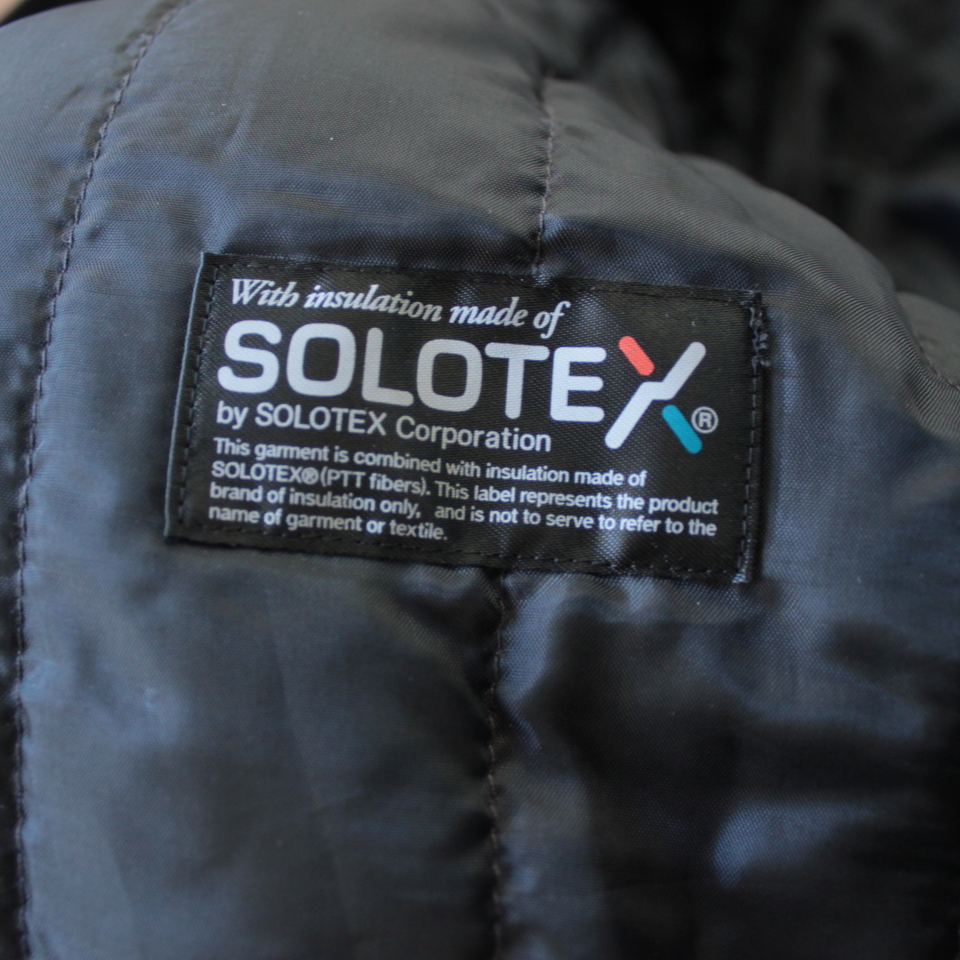 With insulation made of
SOLOTEX®
by SOLOTEX Corporation
This garment is combined with insulation made of
SOLOTEX®(PTT fibers). This label represents the product
brand of insulation only, and is not to serve to refer to the
name of garment or textile.